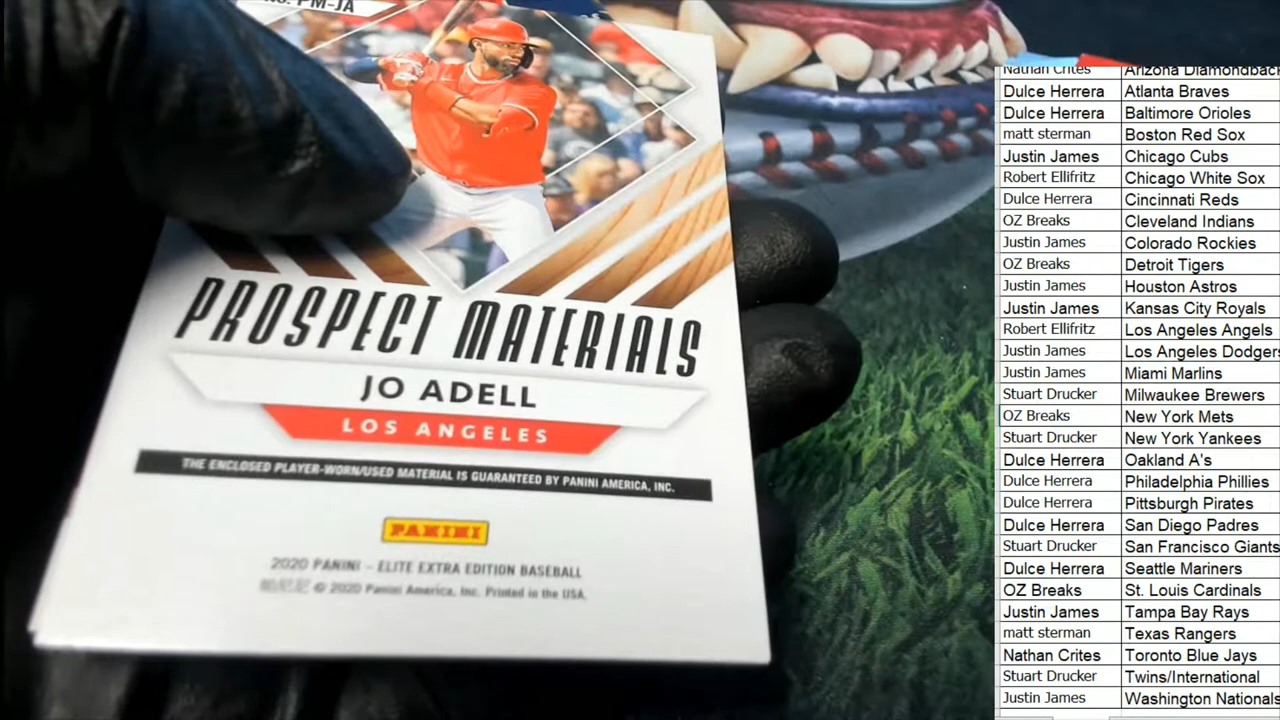 PM-JA
PROSPECT MATERIALS
JO ADELL
LOS ANGELES
THE ENCLOSED PLAYER-WORN/USED MATERIAL IS GUARANTEED BY PANINI AMERICA, INC.
PANINI
2020 PANINI – ELITE EXTRA EDITION BASEBALL
© 2020 Panini America, Inc. Printed in the USA.
Nathan Crites Arizona Diamondback
Dulce Herrera Atlanta Braves
Dulce Herrera Baltimore Orioles
matt sterman Boston Red Sox
Justin James Chicago Cubs
Robert Ellifritz Chicago White Sox
Dulce Herrera Cincinnati Reds
OZ Breaks Cleveland Indians
Justin James Colorado Rockies
OZ Breaks Detroit Tigers
Justin James Houston Astros
Justin James Kansas City Royals
Robert Ellifritz Los Angeles Angels
Justin James Los Angeles Dodgers
Justin James Miami Marlins
Stuart Drucker Milwaukee Brewers
OZ Breaks New York Mets
Stuart Drucker New York Yankees
Dulce Herrera Oakland A's
Dulce Herrera Philadelphia Phillies
Dulce Herrera Pittsburgh Pirates
Dulce Herrera San Diego Padres
Stuart Drucker San Francisco Giants
Dulce Herrera Seattle Mariners
OZ Breaks St. Louis Cardinals
Justin James Tampa Bay Rays
matt sterman Texas Rangers
Nathan Crites Toronto Blue Jays
Stuart Drucker Twins/International
Justin James Washington Nationals